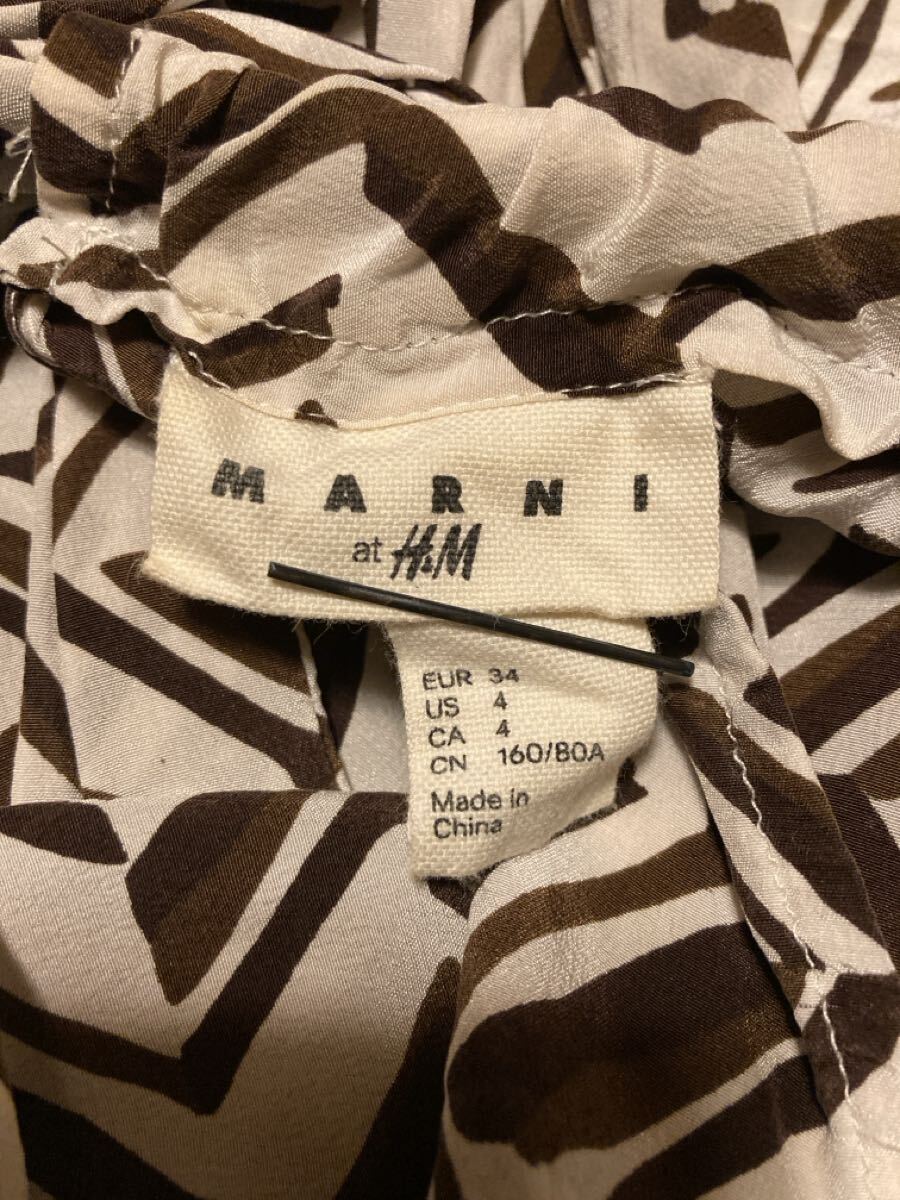 MARNI
at H&M
EUR 34
US 4
CA 4
CN 160/80A
Made in
China